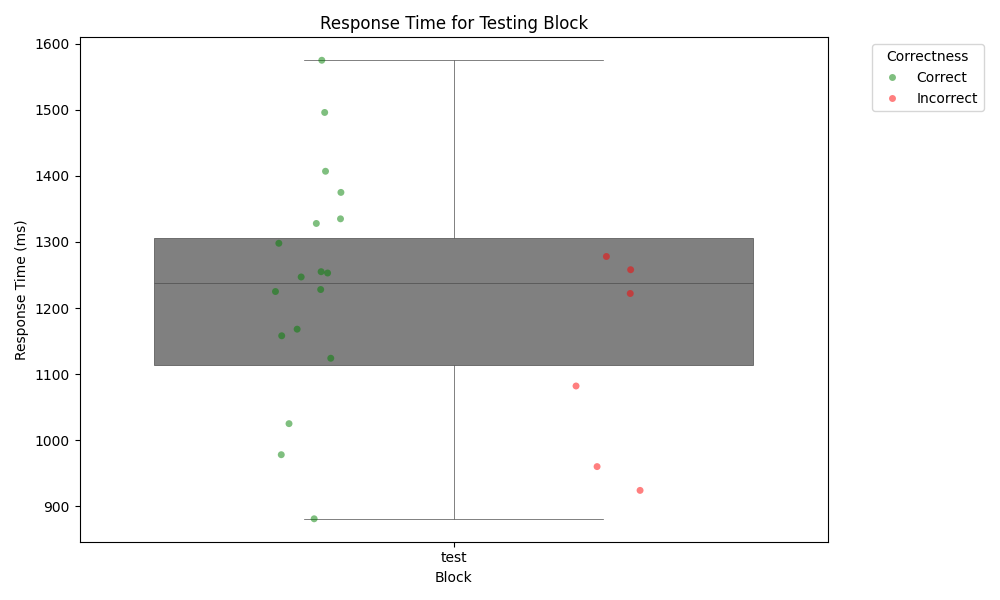 Response Time for Testing Block
Correctness
Correct
Incorrect
Response Time (ms)
1600
1500
1400
1300
1200
1100
1000
900
test
Block